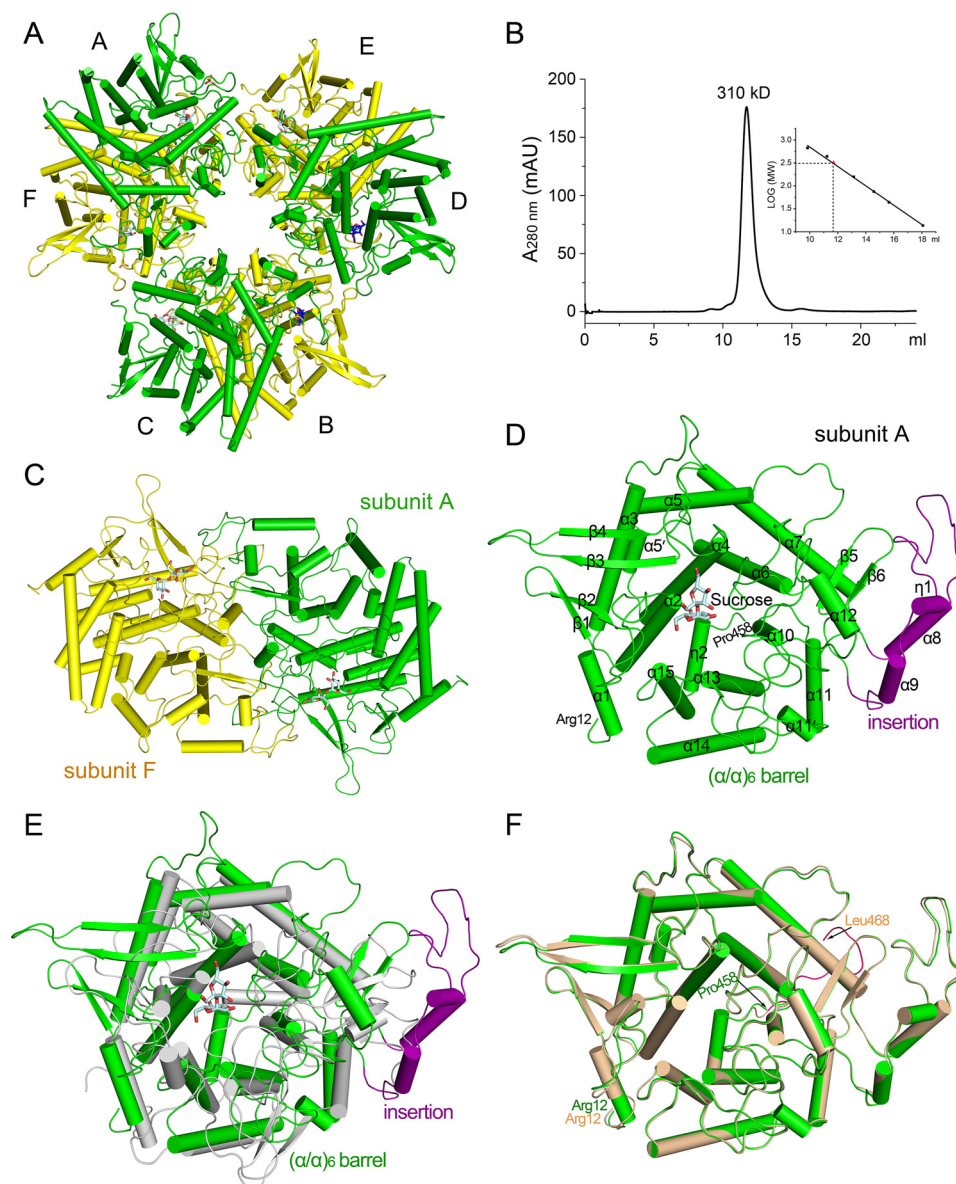 A
A
E
F
D
C
B
B
310 kD
200
150
100
50
0
A280 nm (mAU)
0 5 10 15 20 ml
3.0
2.5
2.0
1.5
1.0
LOG (MW)
10 12 14 16 18 ml
C
subunit A
subunit F
D
subunit A
α5
α3
β4
α5′
β3
α4
α7
α6
β5
β6
β2
β1
α2
Sucrose
α12
η1
α8
Pro458
α10
η2
α9
α15
α13
α1
α11
Arg12
α11′
insertion
α14
(α/α)6 barrel
E
insertion
(α/α)6 barrel
F
Leu468
Pro458
Arg12
Arg12